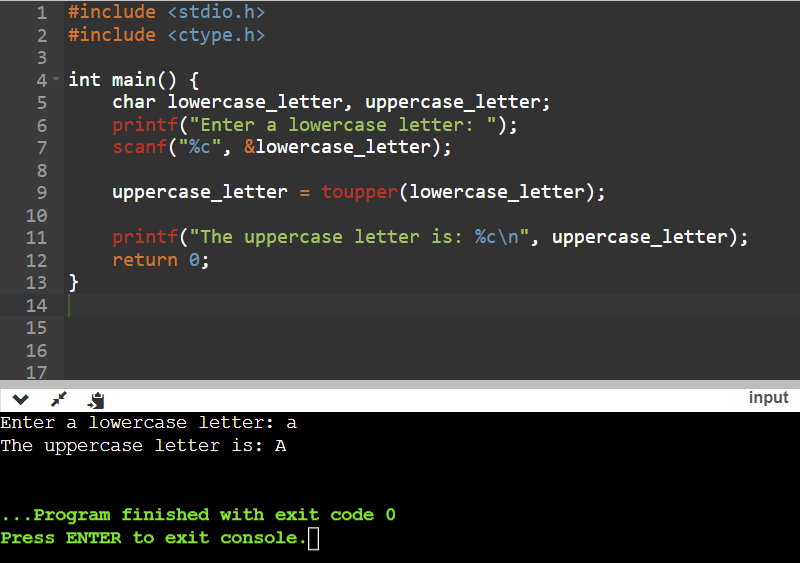 1 #include <stdio.h>
2 #include <ctype.h>
3
4 int main() {
5     char lowercase_letter, uppercase_letter;
6     printf("Enter a lowercase letter: ");
7     scanf("%c", &lowercase_letter);
8
9     uppercase_letter = toupper(lowercase_letter);
10
11     printf("The uppercase letter is: %c\n", uppercase_letter);
12     return 0;
13 }
14
15
16
17
input
Enter a lowercase letter: a
The uppercase letter is: A
...Program finished with exit code 0
Press ENTER to exit console.